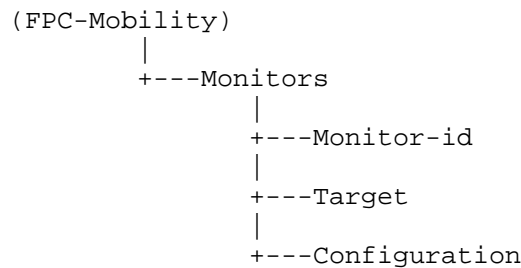 (FPC-Mobility)
|
+---Monitors
|
+---Monitor-id
|
+---Target
|
+---Configuration